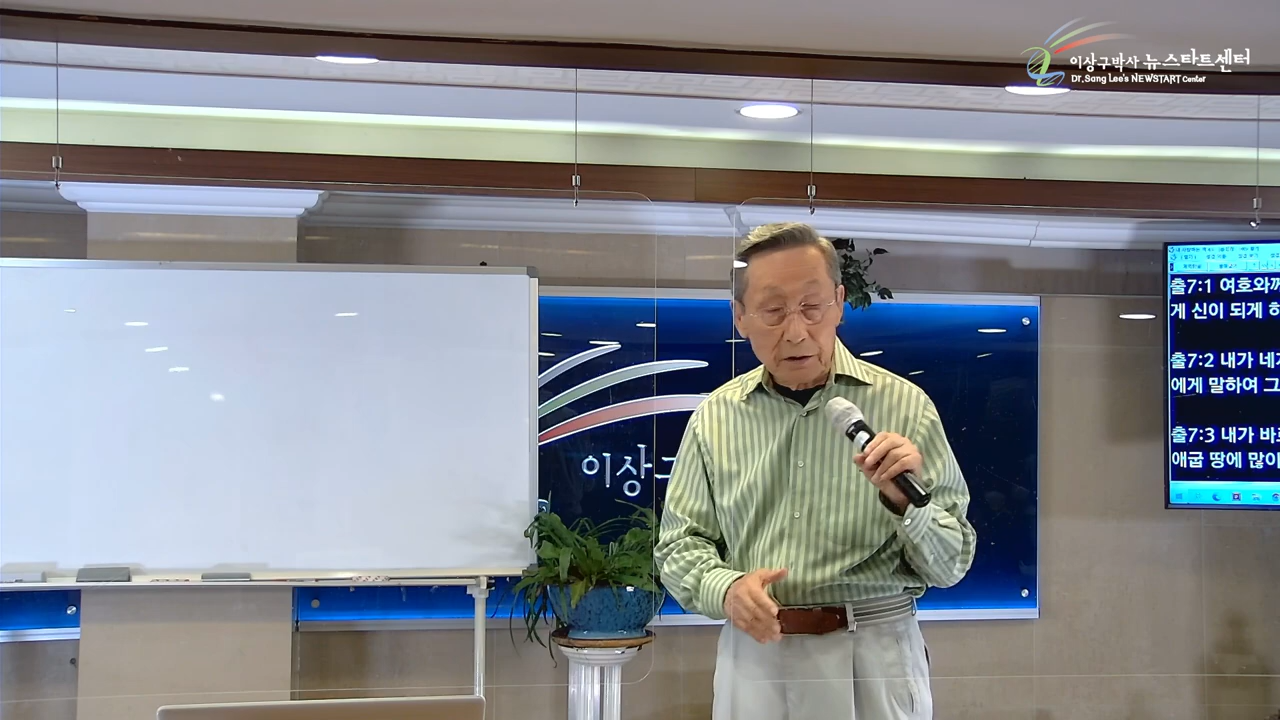 이상구박사 뉴스타트센터
Dr. Sang Lee's NEWSTART Center
출7:1 여호와께
게 신이 되게 하
출7:2 내가 네게
에게 말하여 그
출7:3 내가 바로
애굽 땅에 많이
이상구